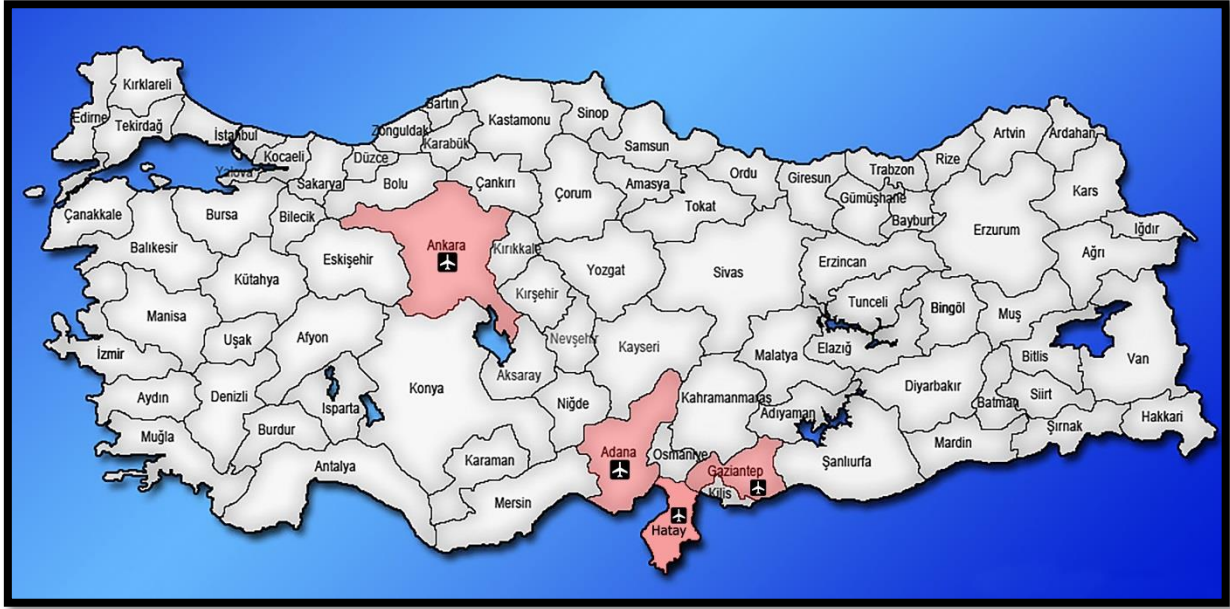 Kırklareli
Edirne
Tekirdağ
İstanbul
Kocaeli
Yalova
Sakarya
Düzce
Zonguldak
Bartın
Karabük
Kastamonu
Sinop
Samsun
Bolu
Çankırı
Çorum
Amasya
Tokat
Ordu
Giresun
Trabzon
Gümüşhane
Bayburt
Rize
Artvin
Ardahan
Kars
Iğdır
Çanakkale
Balıkesir
Bursa
Bilecik
Eskişehir
Kütahya
Ankara
Kırıkkale
Yozgat
Sivas
Erzincan
Erzurum
Ağrı
Manisa
Uşak
Afyon
Kırşehir
Nevşehir
Kayseri
Malatya
Tunceli
Elazığ
Bingöl
Muş
Bitlis
Van
İzmir
Aydın
Denizli
Isparta
Burdur
Konya
Aksaray
Niğde
Kahramanmaraş
Adıyaman
Diyarbakır
Batman
Siirt
Şırnak
Hakkari
Muğla
Antalya
Karaman
Mersin
Adana
Osmaniye
Gaziantep
Kilis
Hatay
Şanlıurfa
Mardin